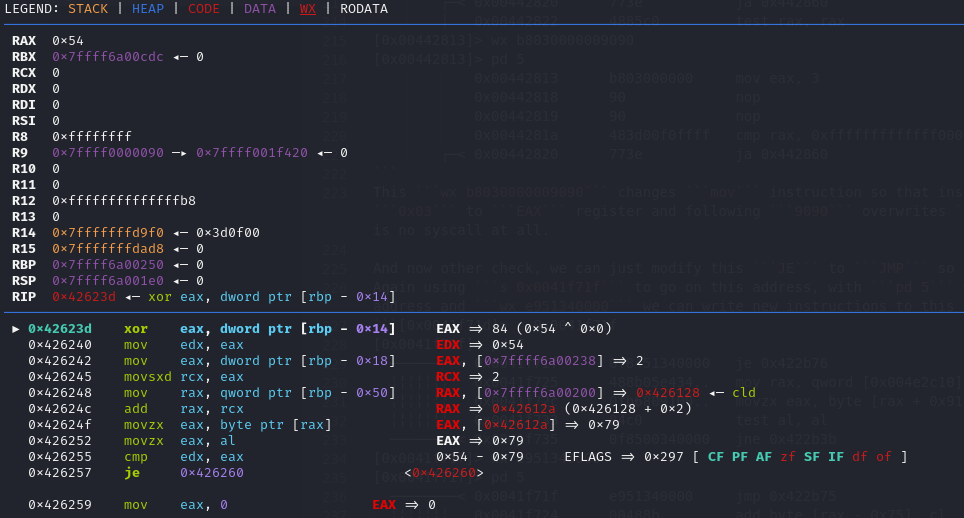 LEGEND: STACK | HEAP | CODE | DATA | WX | RODATA
RAX 0x54
RBX 0x7ffff6a00cdc ◂— 0
RCX 0
RDX 0
RDI 0
RSI 0
R8 0xffffffff
R9 0x7ffff0000090 —▸ 0x7ffff001f420 ◂— 0
R10 0
R11 0
R12 0xffffffffffffffb8
R13 0
R14 0x7fffffffd9f0 ◂— 0x3d0f00
R15 0x7fffffffdad8 ◂— 0
RBP 0x7ffff6a00250 ◂— 0
RSP 0x7ffff6a001e0 ◂— 0
RIP 0x42623d ◂— xor eax, dword ptr [rbp - 0x14]
► 0x42623d xor eax, dword ptr [rbp - 0x14] EAX => 84 (0x54 ^ 0x0)
0x426240 mov edx, eax EDX => 0x54
0x426242 mov eax, dword ptr [rbp - 0x18] EAX, [0x7ffff6a00238] => 2
0x426245 movsxd rcx, eax RCX => 2
0x426248 mov rax, qword ptr [rbp - 0x50] RAX, [0x7ffff6a00200] => 0x426128 ◂— cld
0x42624c add rax, rcx RAX => 0x42612a (0x426128 + 0x2)
0x42624f movzx eax, byte ptr [rax] EAX, [0x42612a] => 0x79
0x426252 movzx eax, al EAX => 0x79
0x426255 cmp edx, eax 0x54 - 0x79 EFLAGS => 0x297 [ CF PF AF zf SF IF df of ]
0x426257 je 0x426260 <0x426260>
0x426259 mov eax, 0 EAX => 0